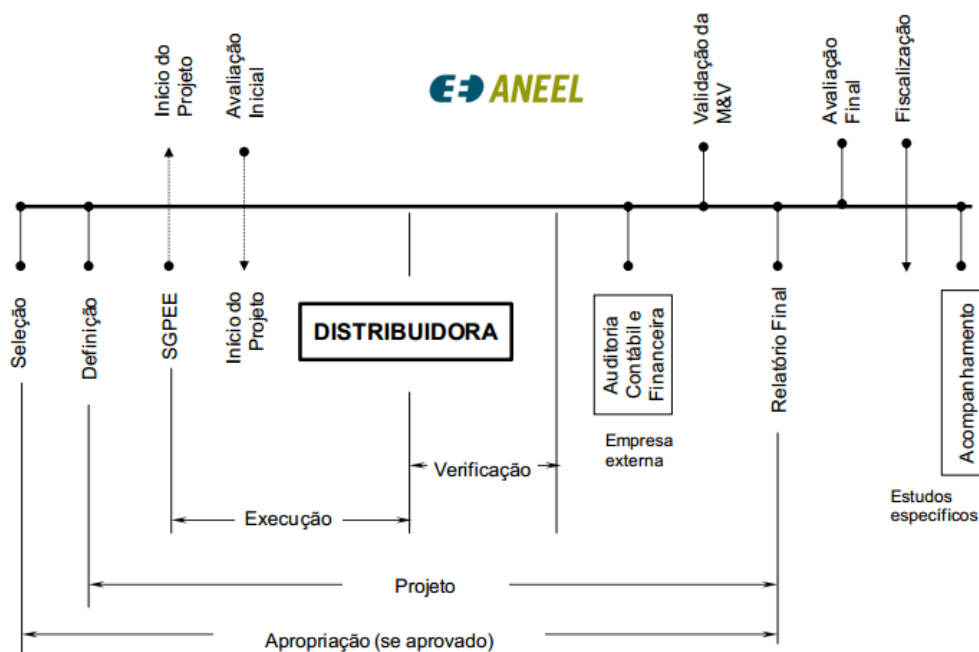 Início do
Projeto
Avaliação
Inicial
ANEEL
Validação da
M&V
Avaliação
Final
Fiscalização
Seleção
Definição
SGPEE
Início do
Projeto
DISTRIBUIDORA
Auditoria
Contábil e
Financeira
Empresa
externa
Relatório Final
Acompanhamento
Estudos
específicos
Verificação
Execução
Projeto
Apropriação (se aprovado)